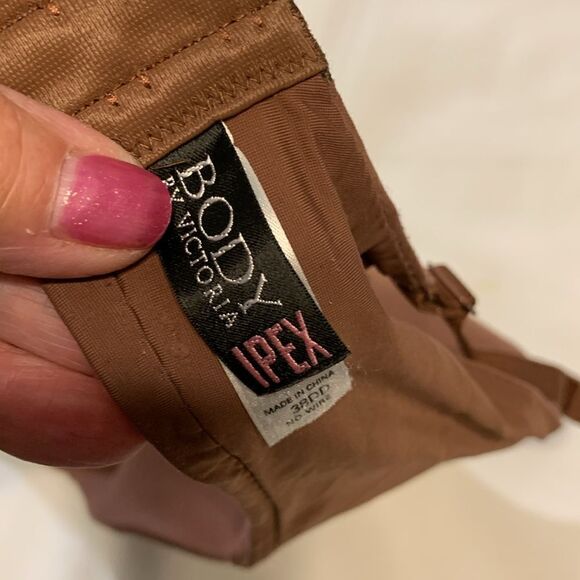 BODY
BY VICTORIA
IPEX
MADE IN CHINA
38DD
NO WIRE